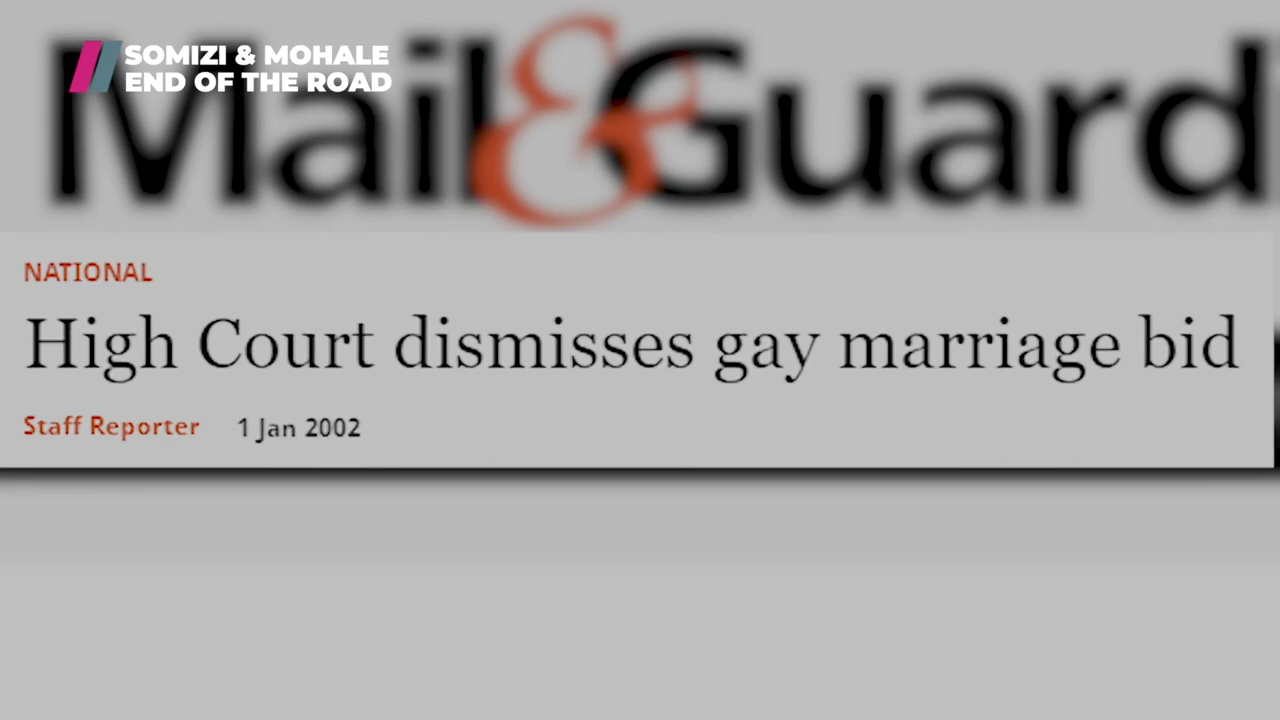 SOMIZI & MOHALE
END OF THE ROAD
Mail&Guard
NATIONAL
High Court dismisses gay marriage bid
Staff Reporter 1 Jan 2002